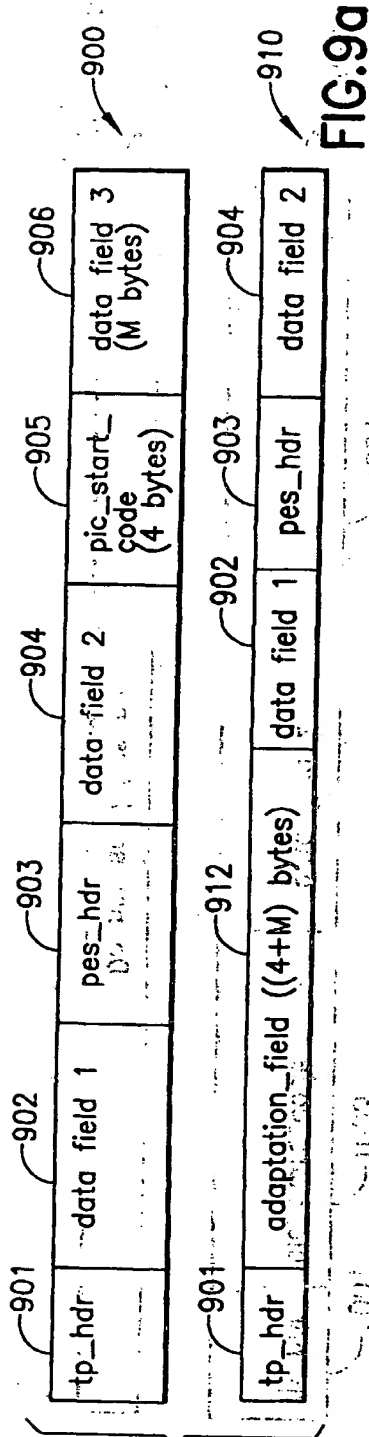 901 902 903 904 905 906 900
tp_hdr data field 1 pes_hdr data field 2 pic_start_ data field 3
code (M bytes)
(4 bytes)
901 912 902 903 904 910
tp_hdr adaptation_field ((4+M) bytes) data field 1 pes_hdr data field 2
FIG.9a